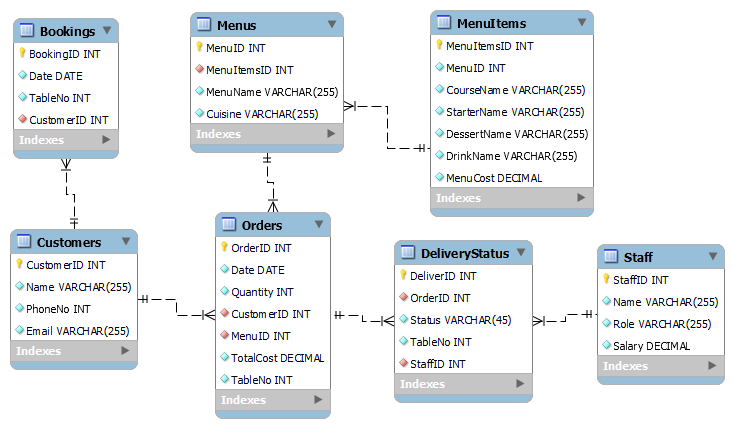 Bookings
BookingID INT
Date DATE
TableNo INT
CustomerID INT
Indexes
Menus
MenuID INT
MenuItemsID INT
MenuName VARCHAR(255)
Cuisine VARCHAR(255)
Indexes
MenuItems
MenuItemsID INT
MenuID INT
CourseName VARCHAR(255)
StarterName VARCHAR(255)
DessertName VARCHAR(255)
DrinkName VARCHAR(255)
MenuCost DECIMAL
Indexes
Customers
CustomerID INT
Name VARCHAR(255)
PhoneNo INT
Email VARCHAR(255)
Indexes
Orders
OrderID INT
Date DATE
Quantity INT
CustomerID INT
MenuID INT
TotalCost DECIMAL
TableNo INT
Indexes
DeliveryStatus
DeliverID INT
OrderID INT
Status VARCHAR(45)
TableNo INT
StaffID INT
Indexes
Staff
StaffID INT
Name VARCHAR(255)
Role VARCHAR(255)
Salary DECIMAL
Indexes